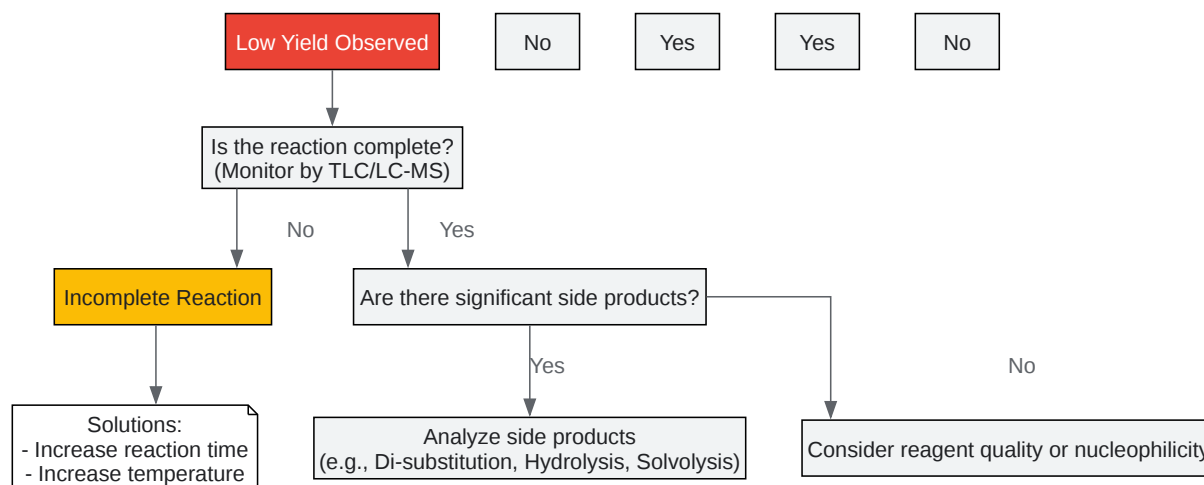 Low Yield Observed
No
Yes
Yes
No
Is the reaction complete?
(Monitor by TLC/LC-MS)
No
Yes
Incomplete Reaction
Are there significant side products?
Yes
No
Solutions:
- Increase reaction time
- Increase temperature
Analyze side products
(e.g., Di-substitution, Hydrolysis, Solvolysis)
Consider reagent quality or nucleophilicity